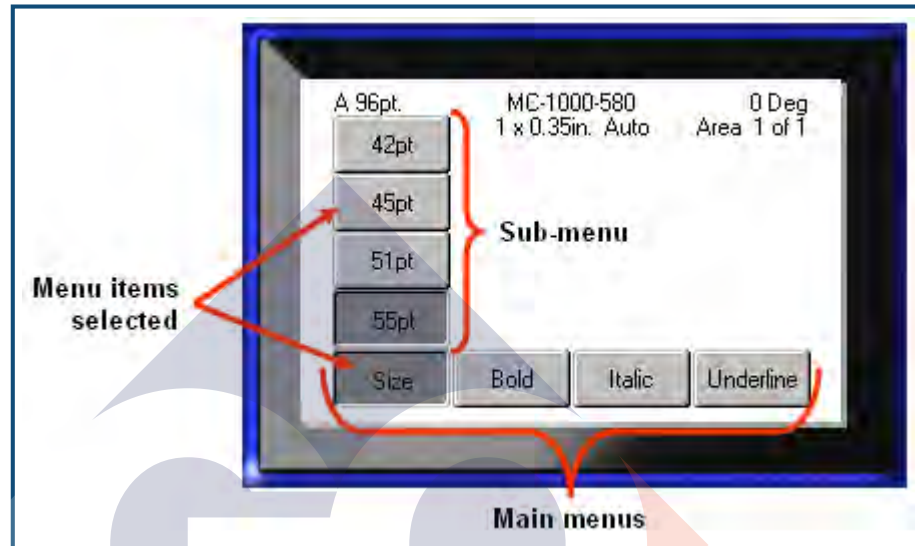 A 96pt.
MC-1000-580
0 Deg
1 x 0.35in. Auto
Area 1 of 1
42pt
45pt
Sub-menu
51pt
Menu items
selected
55pt
Size
Bold
Italic
Underline
Main menus